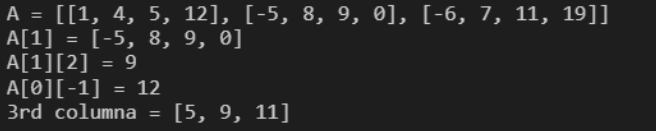 A = [[1, 4, 5, 12], [-5, 8, 9, 0], [-6, 7, 11, 19]]
A[1] = [-5, 8, 9, 0]
A[1][2] = 9
A[0][-1] = 12
3rd columna = [5, 9, 11]